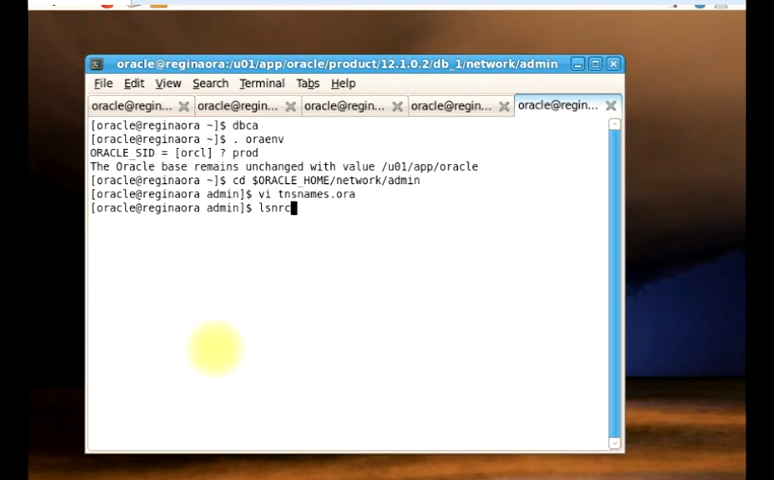 oracle@reginaora:/u01/app/oracle/product/12.1.0.2/db_1/network/admin
File Edit View Search Terminal Tabs Help
oracle@regin... oracle@regin... oracle@regin... oracle@regin... oracle@regin...
[oracle@reginaora ~]$ dbca
[oracle@reginaora ~]$ . oraenv
ORACLE_SID = [orcl] ? prod
The Oracle base remains unchanged with value /u01/app/oracle
[oracle@reginaora ~]$ cd $ORACLE_HOME/network/admin
[oracle@reginaora admin]$ vi tnsnames.ora
[oracle@reginaora admin]$ lsnrc